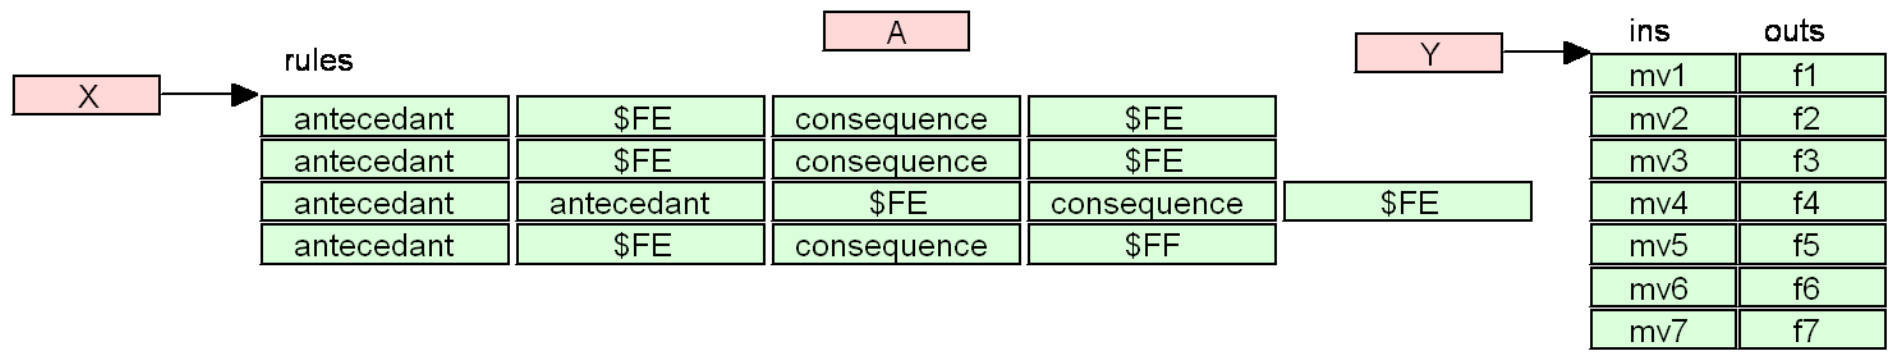 A
ins outs
Y
rules
X
mv1 f1
antecedant $FE consequence $FE
mv2 f2
antecedant $FE consequence $FE
mv3 f3
antecedant antecedant $FE consequence $FE
mv4 f4
antecedant $FE consequence $FF
mv5 f5
mv6 f6
mv7 f7